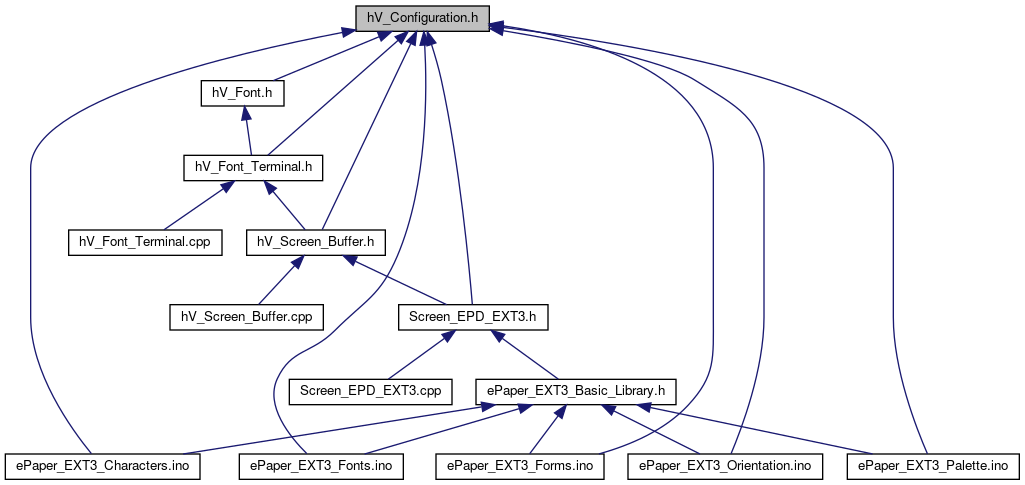 hV_Configuration.h
hV_Font.h
hV_Font_Terminal.h
hV_Font_Terminal.cpp
hV_Screen_Buffer.h
hV_Screen_Buffer.cpp
Screen_EPD_EXT3.h
Screen_EPD_EXT3.cpp
ePaper_EXT3_Basic_Library.h
ePaper_EXT3_Characters.ino
ePaper_EXT3_Fonts.ino
ePaper_EXT3_Forms.ino
ePaper_EXT3_Orientation.ino
ePaper_EXT3_Palette.ino